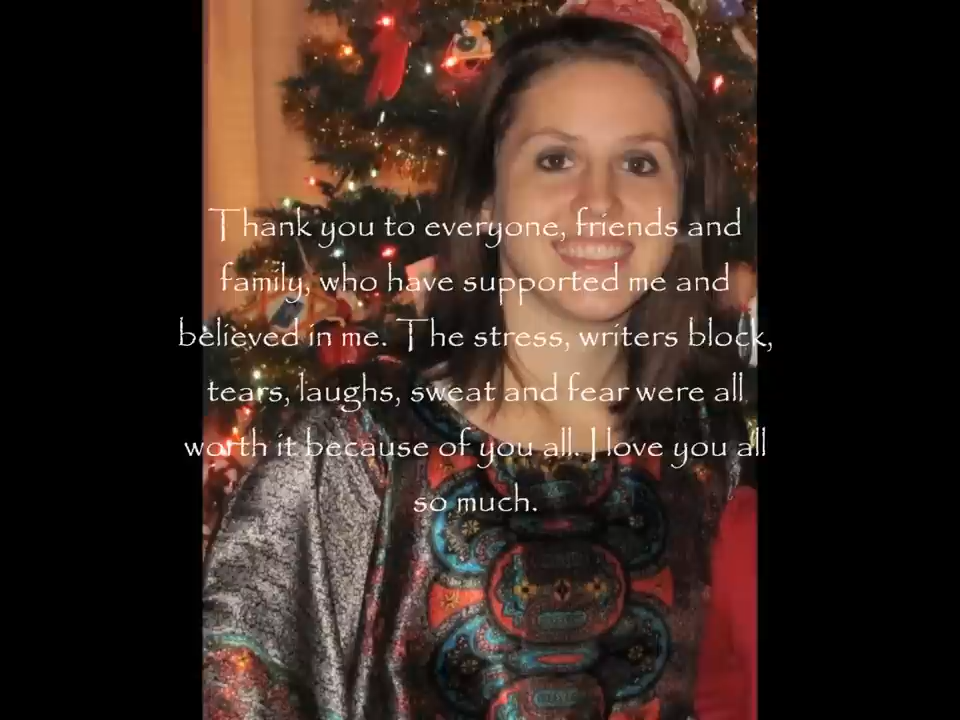 Thank you to everyone, friends and
family, who have supported me and
believed in me. The stress, writers block,
tears, laughs, sweat and fear were all
worth it because of you all. I love you all
so much.